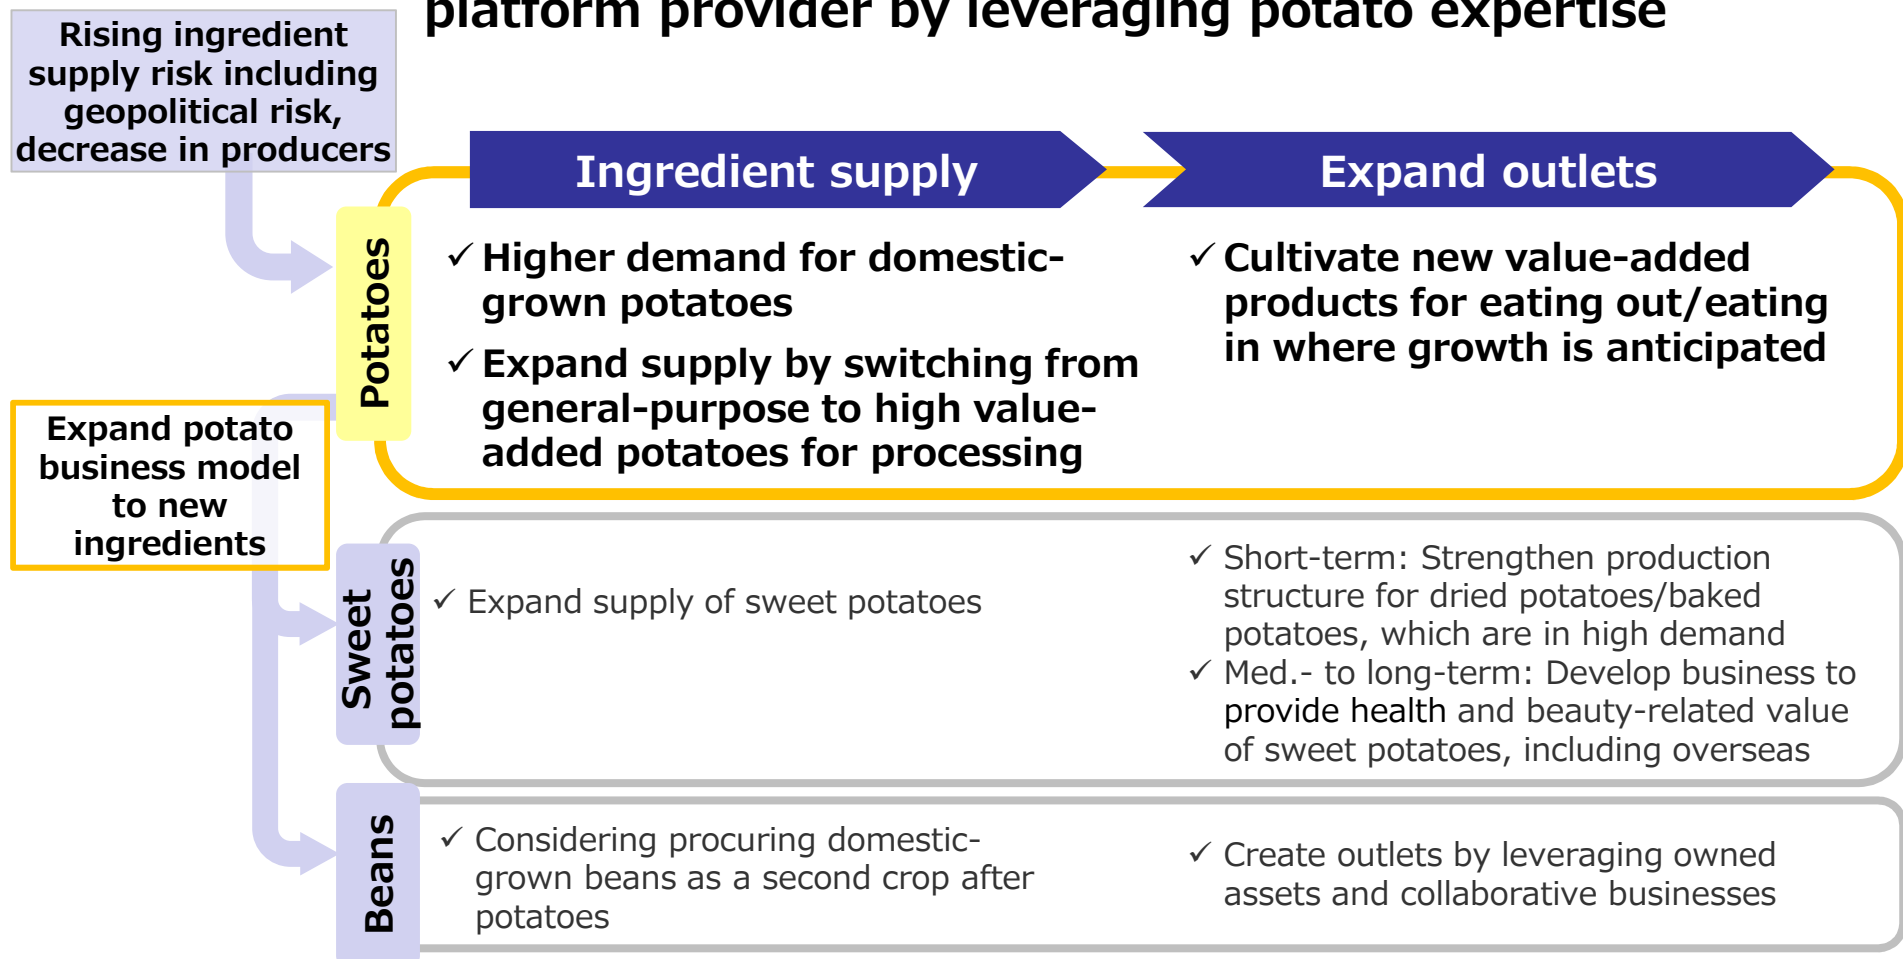 platform provider by leveraging potato expertise
Rising ingredient
supply risk including
geopolitical risk,
decrease in producers
Ingredient supply
Expand outlets
Potatoes
✓ Higher demand for domestic-
grown potatoes
✓ Expand supply by switching from
general-purpose to high value-
added potatoes for processing
✓ Cultivate new value-added
products for eating out/eating
in where growth is anticipated
Expand potato
business model
to new
ingredients
Sweet
potatoes
✓ Expand supply of sweet potatoes
✓ Short-term: Strengthen production
structure for dried potatoes/baked
potatoes, which are in high demand
✓ Med.- to long-term: Develop business to
provide health and beauty-related value
of sweet potatoes, including overseas
Beans
✓ Considering procuring domestic-
grown beans as a second crop after
potatoes
✓ Create outlets by leveraging owned
assets and collaborative businesses